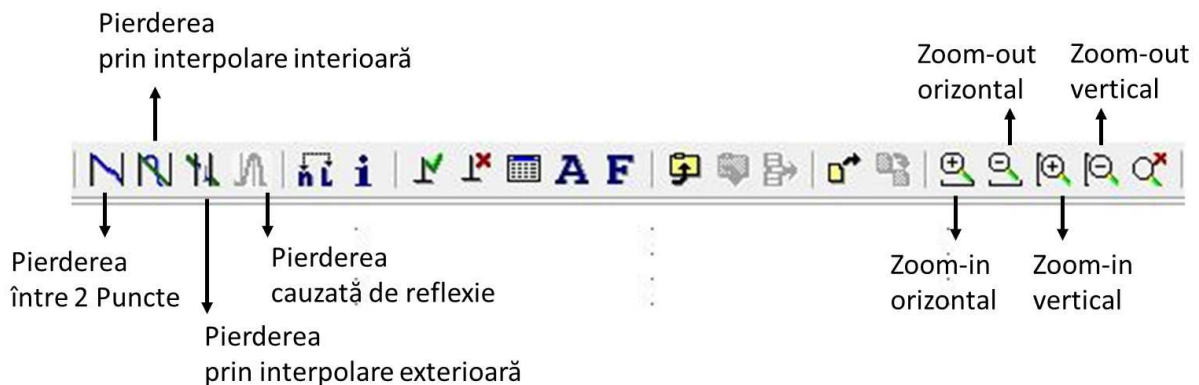 Pierderea
prin interpolare interioară
Zoom-out
orizontal
Zoom-out
vertical
A F
Pierderea
între 2 Puncte
Pierderea
cauzată de reflexie
Zoom-in
orizontal
Zoom-in
vertical
Pierderea
prin interpolare exterioară